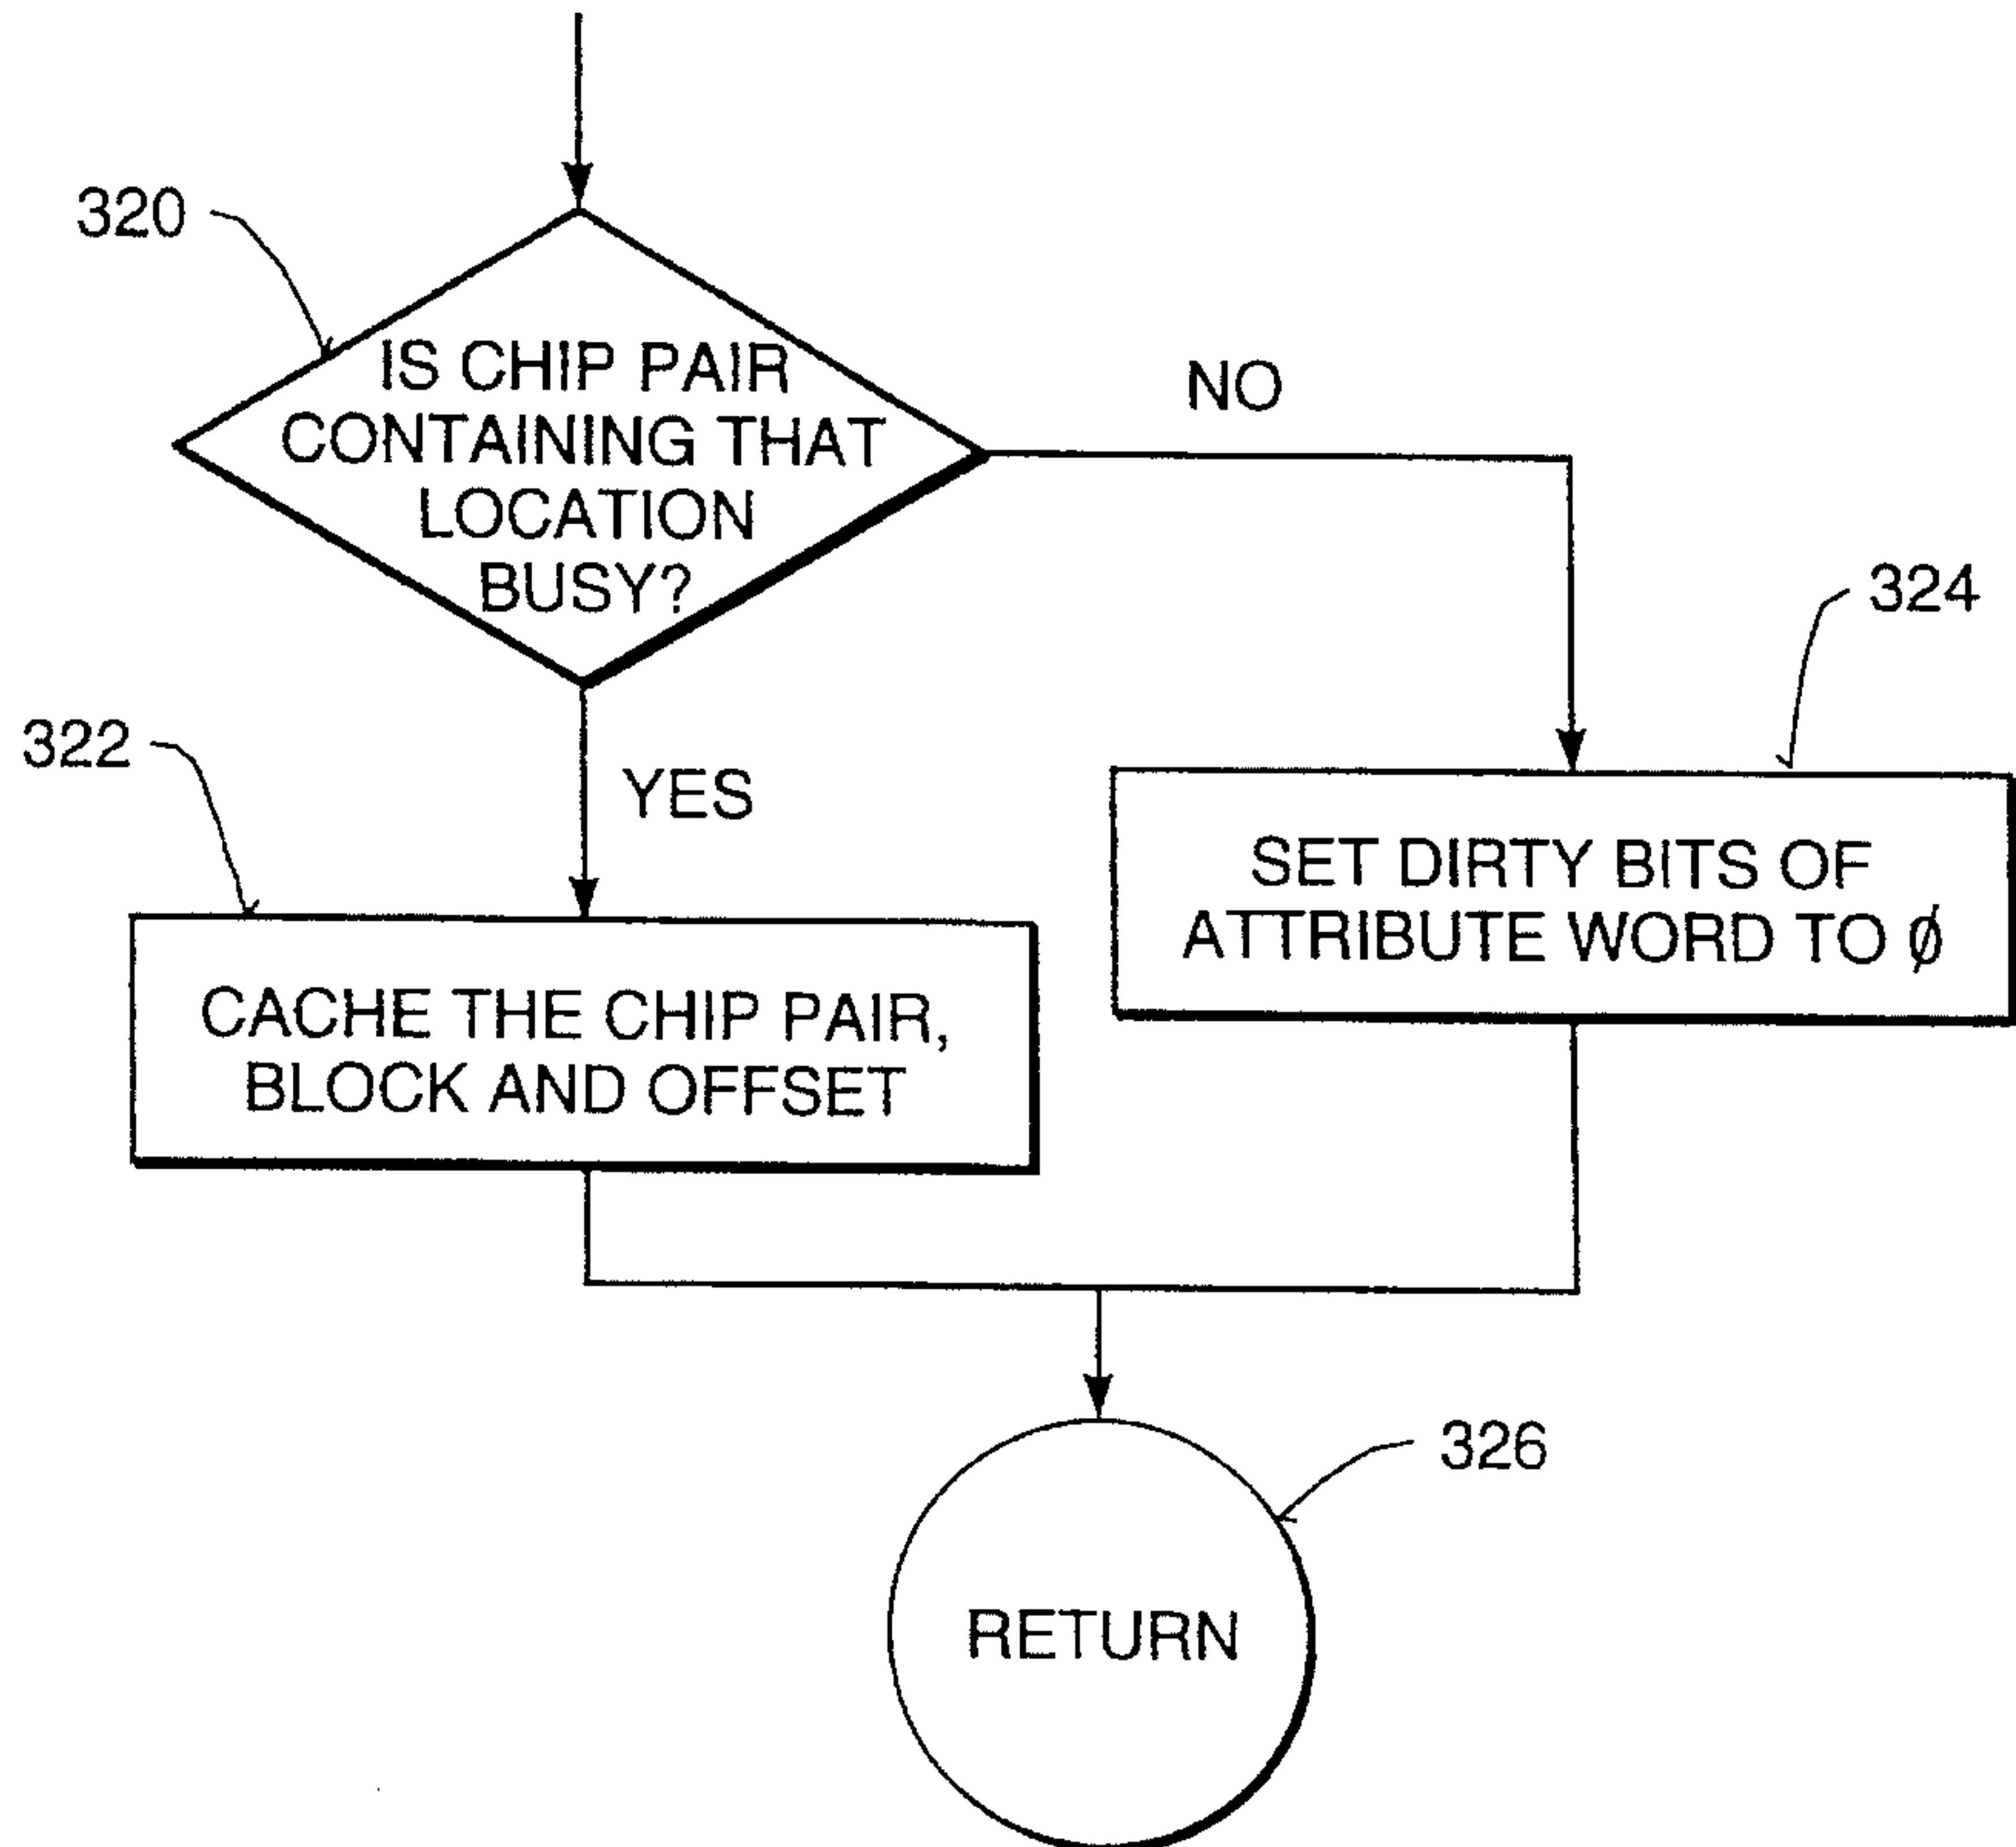 320
IS CHIP PAIR
CONTAINING THAT
LOCATION
BUSY?
NO
324
322
YES
SET DIRTY BITS OF
ATTRIBUTE WORD TO Ø
CACHE THE CHIP PAIR,
BLOCK AND OFFSET
326
RETURN